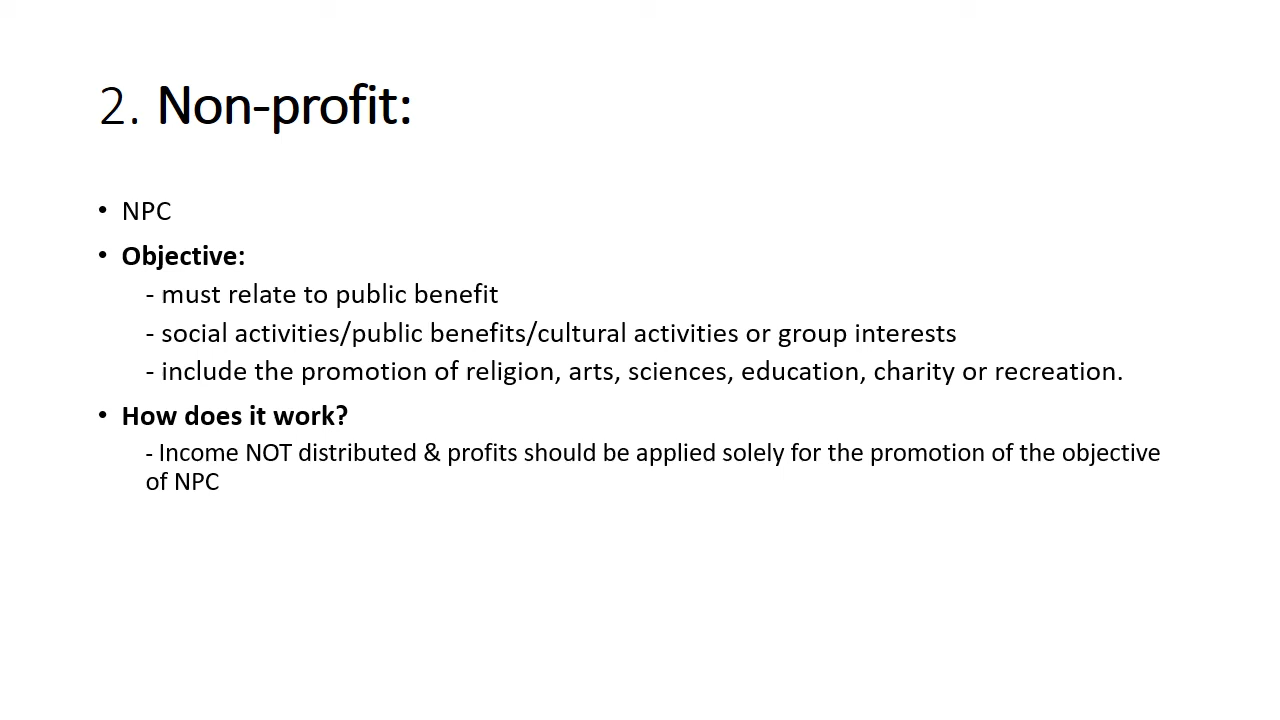 2. Non-profit:
• NPC
• Objective:
- must relate to public benefit
- social activities/public benefits/cultural activities or group interests
- include the promotion of religion, arts, sciences, education, charity or recreation.
• How does it work?
- Income NOT distributed & profits should be applied solely for the promotion of the objective
of NPC